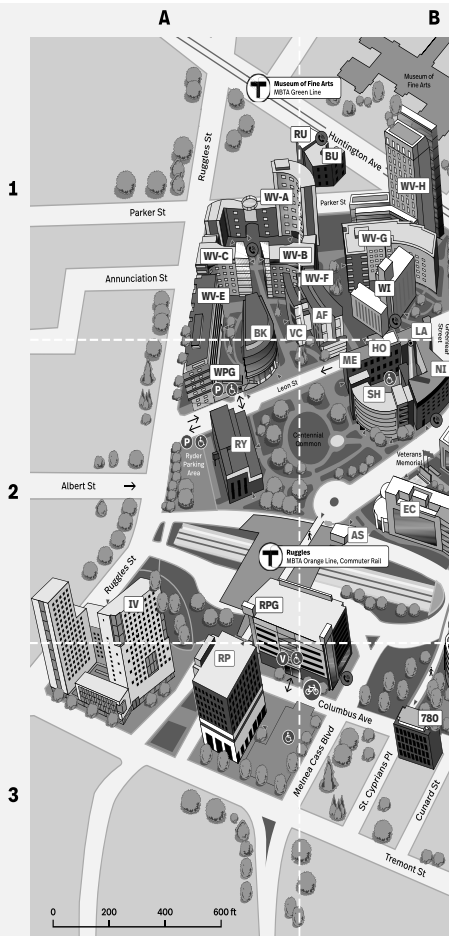 A
B
1
2
3
Museum of
Fine Arts
T
Museum of Fine Arts
MBTA Green Line
Ruggles St
RU
Huntington Ave
BU
WV-H
WV-A
Parker St
Parker St
WV-G
WV-C
WV-B
Annunciation St
WV-F
WI
WV-E
AF
BK
VC
LA
Greenleaf
Street
HO
ME
NI
WPG
P
Leon St
SH
RY
P
Centennial
Common
Ryder
Parking
Area
Veterans
Memorial
Albert St
EC
AS
T
Ruggles
MBTA Orange Line, Commuter Rail
Ruggles St
IV
RPG
RP
V
Columbus Ave
780
Melnea Cass Blvd
St. Cyprians Pl
Cunard St
Tremont St
0 200 400 600 ft